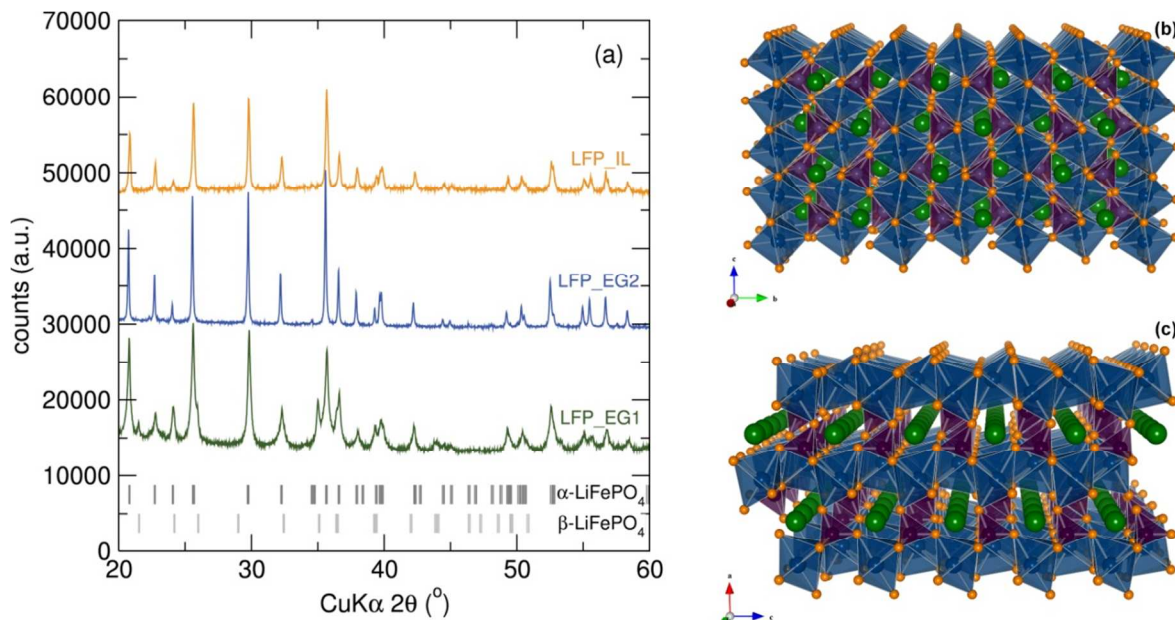 70000
60000
50000
40000
30000
20000
10000
0
counts (a.u.)
(a)
LFP_IL
LFP_EG2
LFP_EG1
α-LiFePO4
β-LiFePO4
20
30
40
50
60
CuKα 2θ (°)
(b)
c
b
(c)
a
c